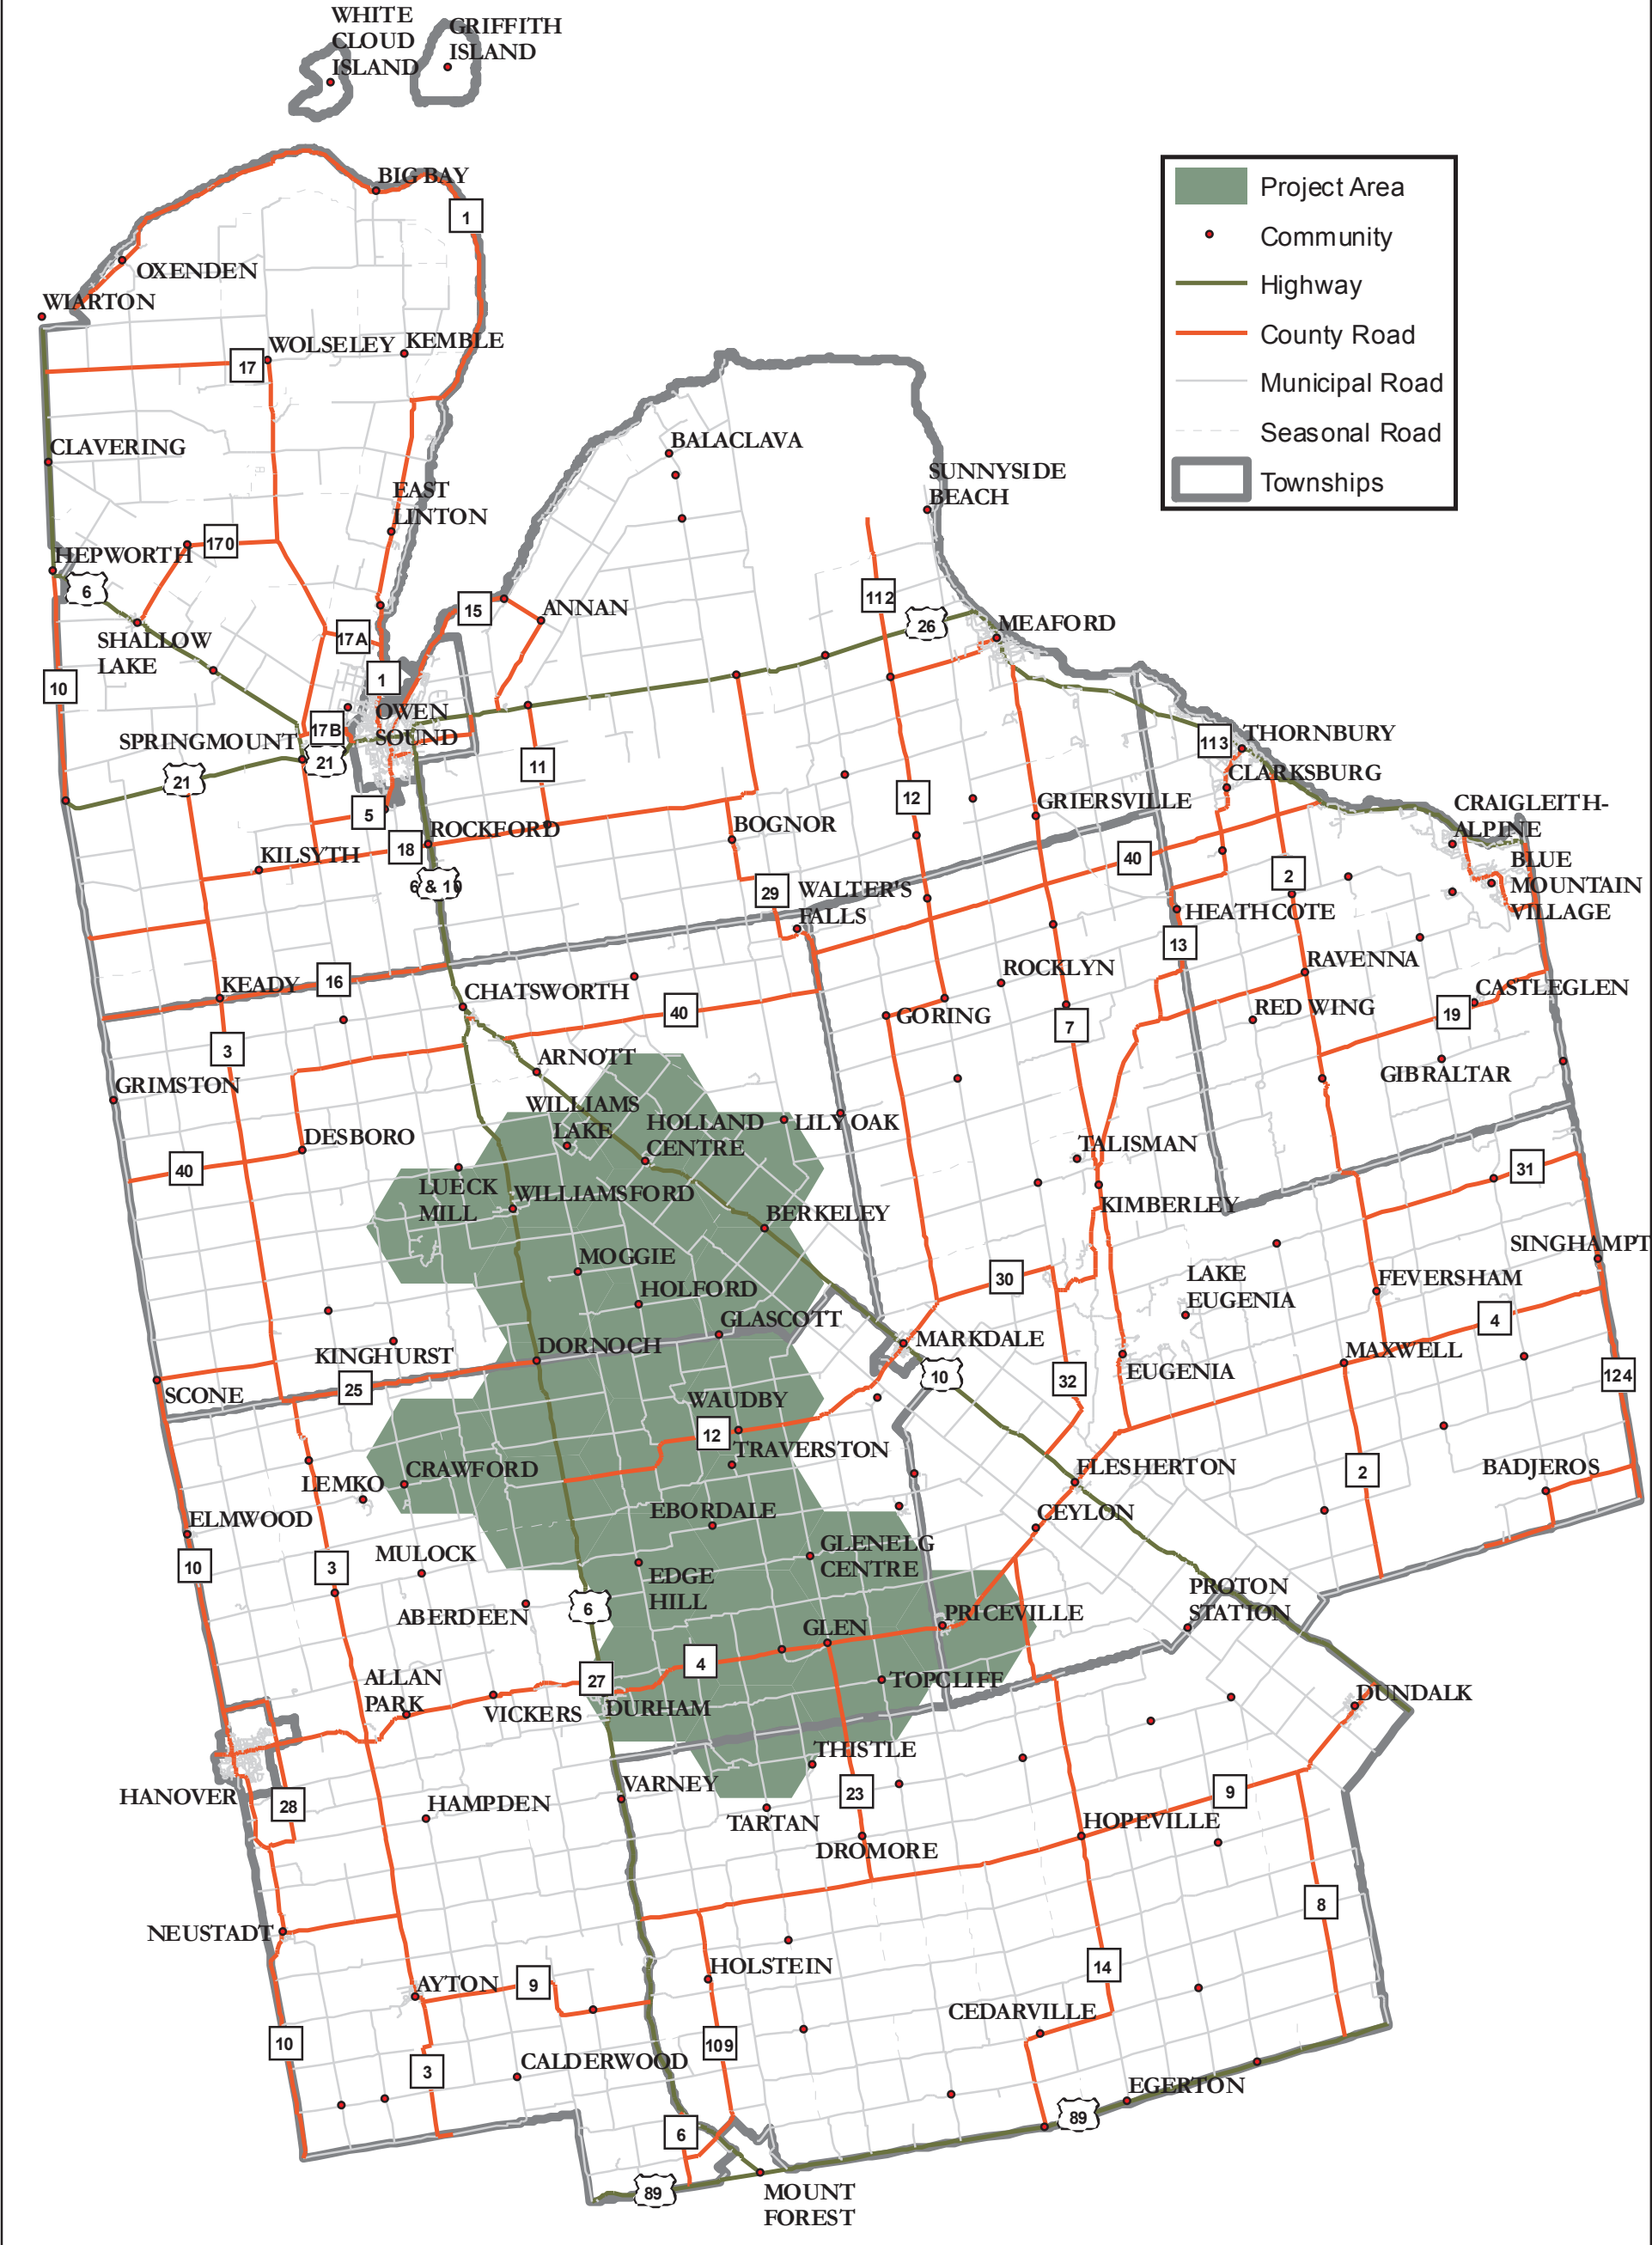 WHITE
CLOUD
ISLAND
GRIFFITH
ISLAND
BIG BAY
1
Project Area
Community
Highway
County Road
Municipal Road
Seasonal Road
Townships
OXENDEN
WIARTON
WOLSELEY
KEMBLE
17
CLAVERING
BALACLAVA
SUNNYSIDE
BEACH
EAST
LINTON
170
HEPWORTH
6
15
ANNAN
112
26
MEAFORD
SHALLOW
LAKE
17A
10
1
OWEN
SOUND
17B
SPRINGMOUNT
21
21
11
113
THORNBURY
CLARKSBURG
12
GRIERSVILLE
CRAIGLEITH-
ALPINE
5
ROCKFORD
BOGNOR
18
KILSYTH
40
BLUE
MOUNTAIN
VILLAGE
2
6 & 10
29
WALTER'S
FALLS
HEATHCOTE
13
RAVENNA
ROCKLYN
KEADY
16
CHATSWORTH
40
GORING
7
RED WING
CASTLEGLEN
19
3
ARNOTT
GRIMSTON
GIBRALTAR
WILLIAMS
LAKE
HOLLAND
CENTRE
LILY OAK
DESBORO
TALISMAN
40
31
LUECK
MILL
WILLIAMSFORD
KIMBERLEY
BERKELEY
SINGHAMPT
MOGGIE
30
LAKE
EUGENIA
FEVERSHAM
HOLFORD
GLASCOTT
4
DORNOCH
MARKDALE
KINGHURST
MAXWELL
10
32
EUGENIA
124
SCONE
25
WAUDBY
12
TRAVERSTON
CRAWFORD
FLESHERTON
2
BADJEROS
LEMKO
EBORDALE
CEYLON
ELMWOOD
GLENELG
CENTRE
10
3
MULOCK
EDGE
HILL
PROTON
STATION
ABERDEEN
6
PRICEVILLE
GLEN
4
27
ALLAN
PARK
TOPCLIFF
DUNDALK
VICKERS
DURHAM
THISTLE
VARNEY
HANOVER
28
HAMPDEN
23
9
TARTAN
HOPEVILLE
DROMORE
8
NEUSTADT
HOLSTEIN
14
AYTON
9
CEDARVILLE
10
109
3
CALDERWOOD
EGERTON
89
6
89
MOUNT
FOREST